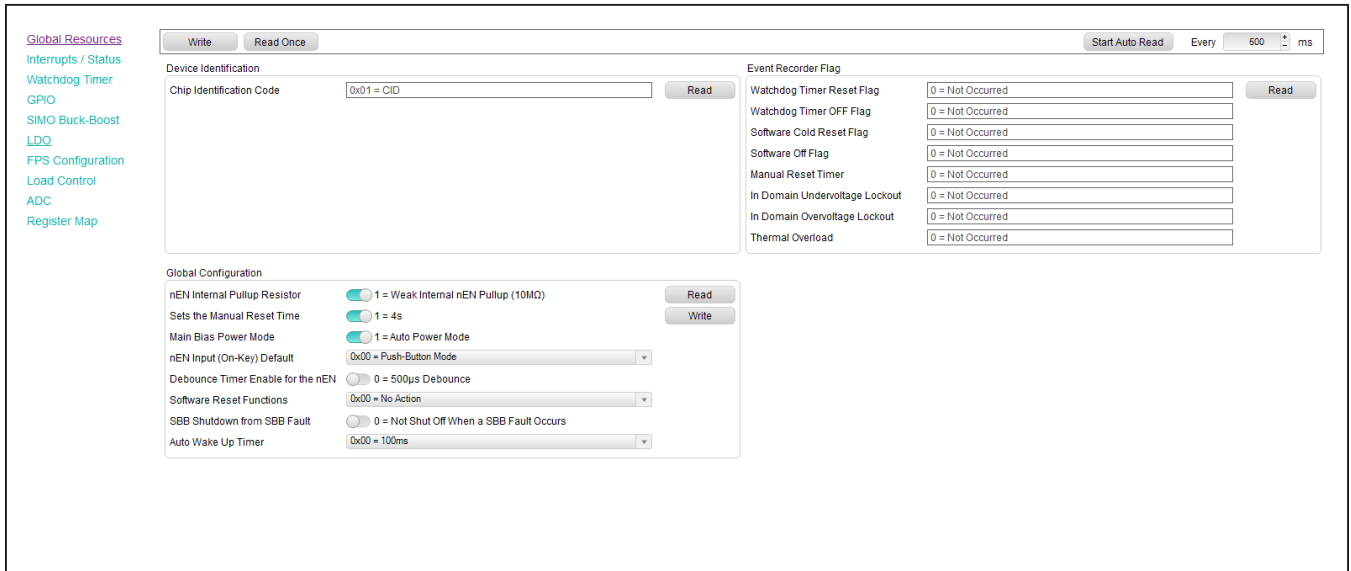 Global Resources
Interrupts / Status
Watchdog Timer
GPIO
SIMO Buck-Boost
LDO
FPS Configuration
Load Control
ADC
Register Map
Write Read Once Start Auto Read Every 500 ms
Device Identification
Chip Identification Code 0x01 = CID Read
Event Recorder Flag
Watchdog Timer Reset Flag 0 = Not Occurred Read
Watchdog Timer OFF Flag 0 = Not Occurred
Software Cold Reset Flag 0 = Not Occurred
Software Off Flag 0 = Not Occurred
Manual Reset Timer 0 = Not Occurred
In Domain Undervoltage Lockout 0 = Not Occurred
In Domain Overvoltage Lockout 0 = Not Occurred
Thermal Overload 0 = Not Occurred
Global Configuration
nEN Internal Pullup Resistor 1 = Weak Internal nEN Pullup (10MΩ) Read
Sets the Manual Reset Time 1 = 4s Write
Main Bias Power Mode 1 = Auto Power Mode
nEN Input (On-Key) Default 0x00 = Push-Button Mode
Debounce Timer Enable for the nEN 0 = 500µs Debounce
Software Reset Functions 0x00 = No Action
SBB Shutdown from SBB Fault 0 = Not Shut Off When a SBB Fault Occurs
Auto Wake Up Timer 0x00 = 100ms